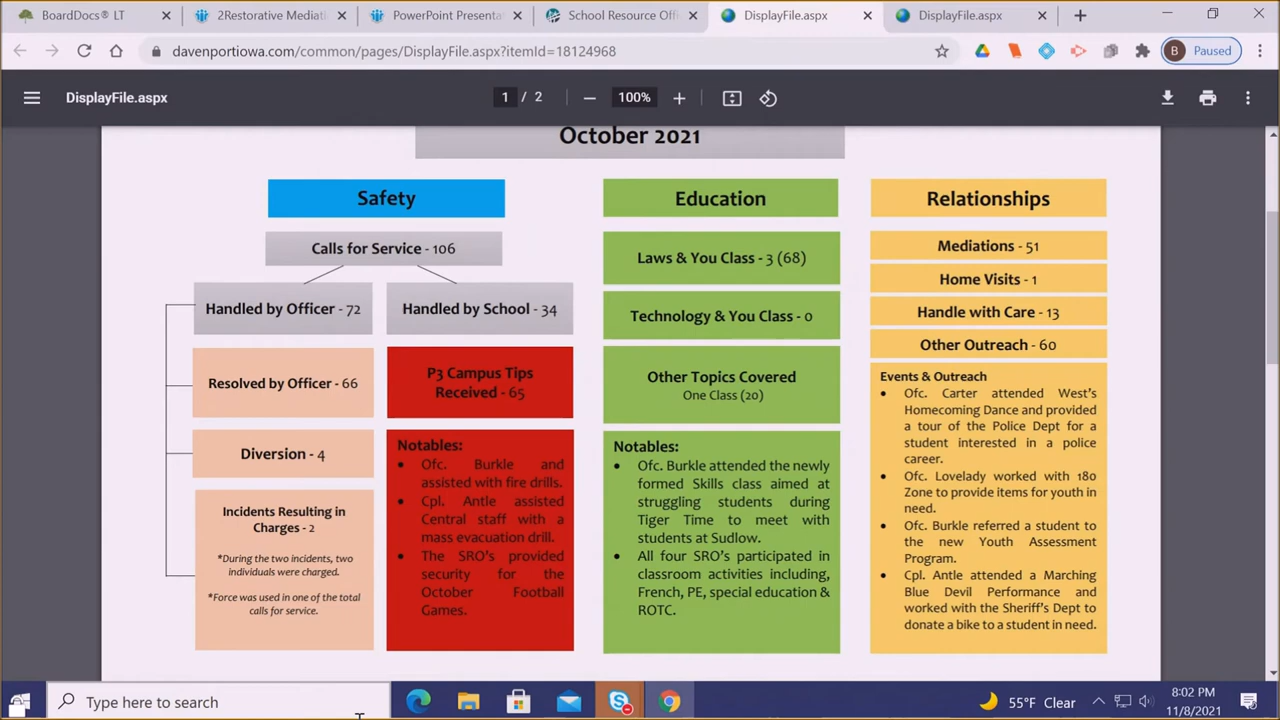 BoardDocs® LT
2Restorative Mediati
PowerPoint Presenta
School Resource Offi
DisplayFile.aspx
DisplayFile.aspx
davenportiowa.com/common/pages/DisplayFile.aspx?itemId=18124968
B Paused
DisplayFile.aspx
1 / 2
100%
October 2021
Safety
Calls for Service - 106
Handled by Officer - 72
Handled by School - 34
Resolved by Officer - 66
P3 Campus Tips
Received - 65
Diversion - 4
Incidents Resulting in
Charges - 2
*During the two incidents, two
individuals were charged.
*Force was used in one of the total
calls for service.
Notables:
• Ofc. Burkle and
assisted with fire drills.
• Cpl. Antle assisted
Central staff with a
mass evacuation drill.
• The SRO's provided
security for the
October Football
Games.
Education
Laws & You Class - 3 (68)
Technology & You Class - 0
Other Topics Covered
One Class (20)
Notables:
• Ofc. Burkle attended the newly
formed Skills class aimed at
struggling students during
Tiger Time to meet with
students at Sudlow.
• All four SRO's participated in
classroom activities including,
French, PE, special education &
ROTC.
Relationships
Mediations - 51
Home Visits - 1
Handle with Care - 13
Other Outreach - 60
Events & Outreach
• Ofc. Carter attended West's
Homecoming Dance and provided
a tour of the Police Dept for a
student interested in a police
career.
• Ofc. Lovelady worked with 180
Zone to provide items for youth in
need.
• Ofc. Burkle referred a student to
the new Youth Assessment
Program.
• Cpl. Antle attended a Marching
Blue Devil Performance and
worked with the Sheriff's Dept to
donate a bike to a student in need.
Type here to search
55°F Clear
8:02 PM
11/8/2021